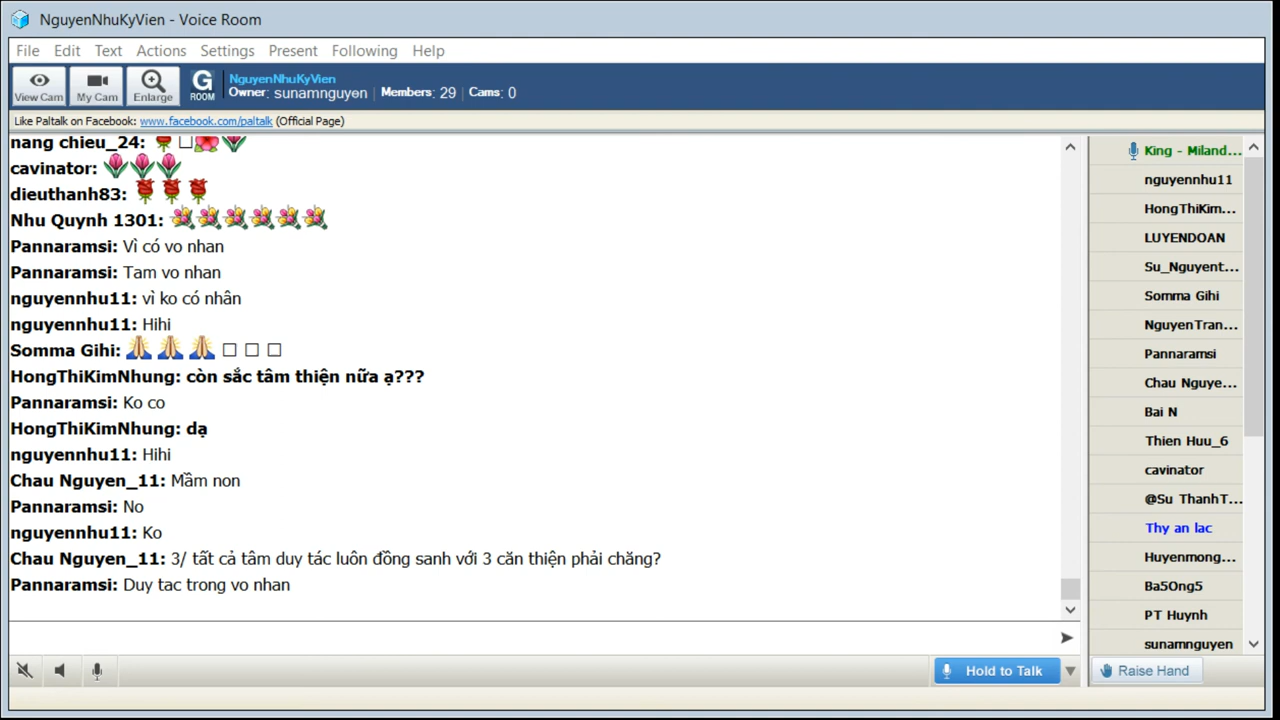 NguyenNhuKyVien - Voice Room
File Edit Text Actions Settings Present Following Help
View Cam My Cam Enlarge G ROOM
NguyenNhuKyVien
Owner: sunamnguyen | Members: 29 | Cams: 0
Like Paltalk on Facebook: www.facebook.com/paltalk (Official Page)
nang chieu_24:
cavinator:
dieuthanh83:
Nhu Quynh 1301:
Pannaramsi: Vì có vo nhan
Pannaramsi: Tam vo nhan
nguyennhu11: vì ko có nhân
nguyennhu11: Hihi
Somma Gihi:
HongThiKimNhung: còn sắc tâm thiện nữa ạ???
Pannaramsi: Ko co
HongThiKimNhung: dạ
nguyennhu11: Hihi
Chau Nguyen_11: Mầm non
Pannaramsi: No
nguyennhu11: Ko
Chau Nguyen_11: 3/ tất cả tâm duy tác luôn đồng sanh với 3 căn thiện phải chăng?
Pannaramsi: Duy tac trong vo nhan
King - Miland...
nguyennhu11
HongThiKim...
LUYENDOAN
Su_Nguyent...
Somma Gihi
NguyenTran...
Pannaramsi
Chau Nguye...
Bai N
Thien Huu_6
cavinator
@Su ThanhT...
Thy an lac
Huyenmong...
Ba5Ong5
PT Huynh
sunamnguyen
Hold to Talk
Raise Hand